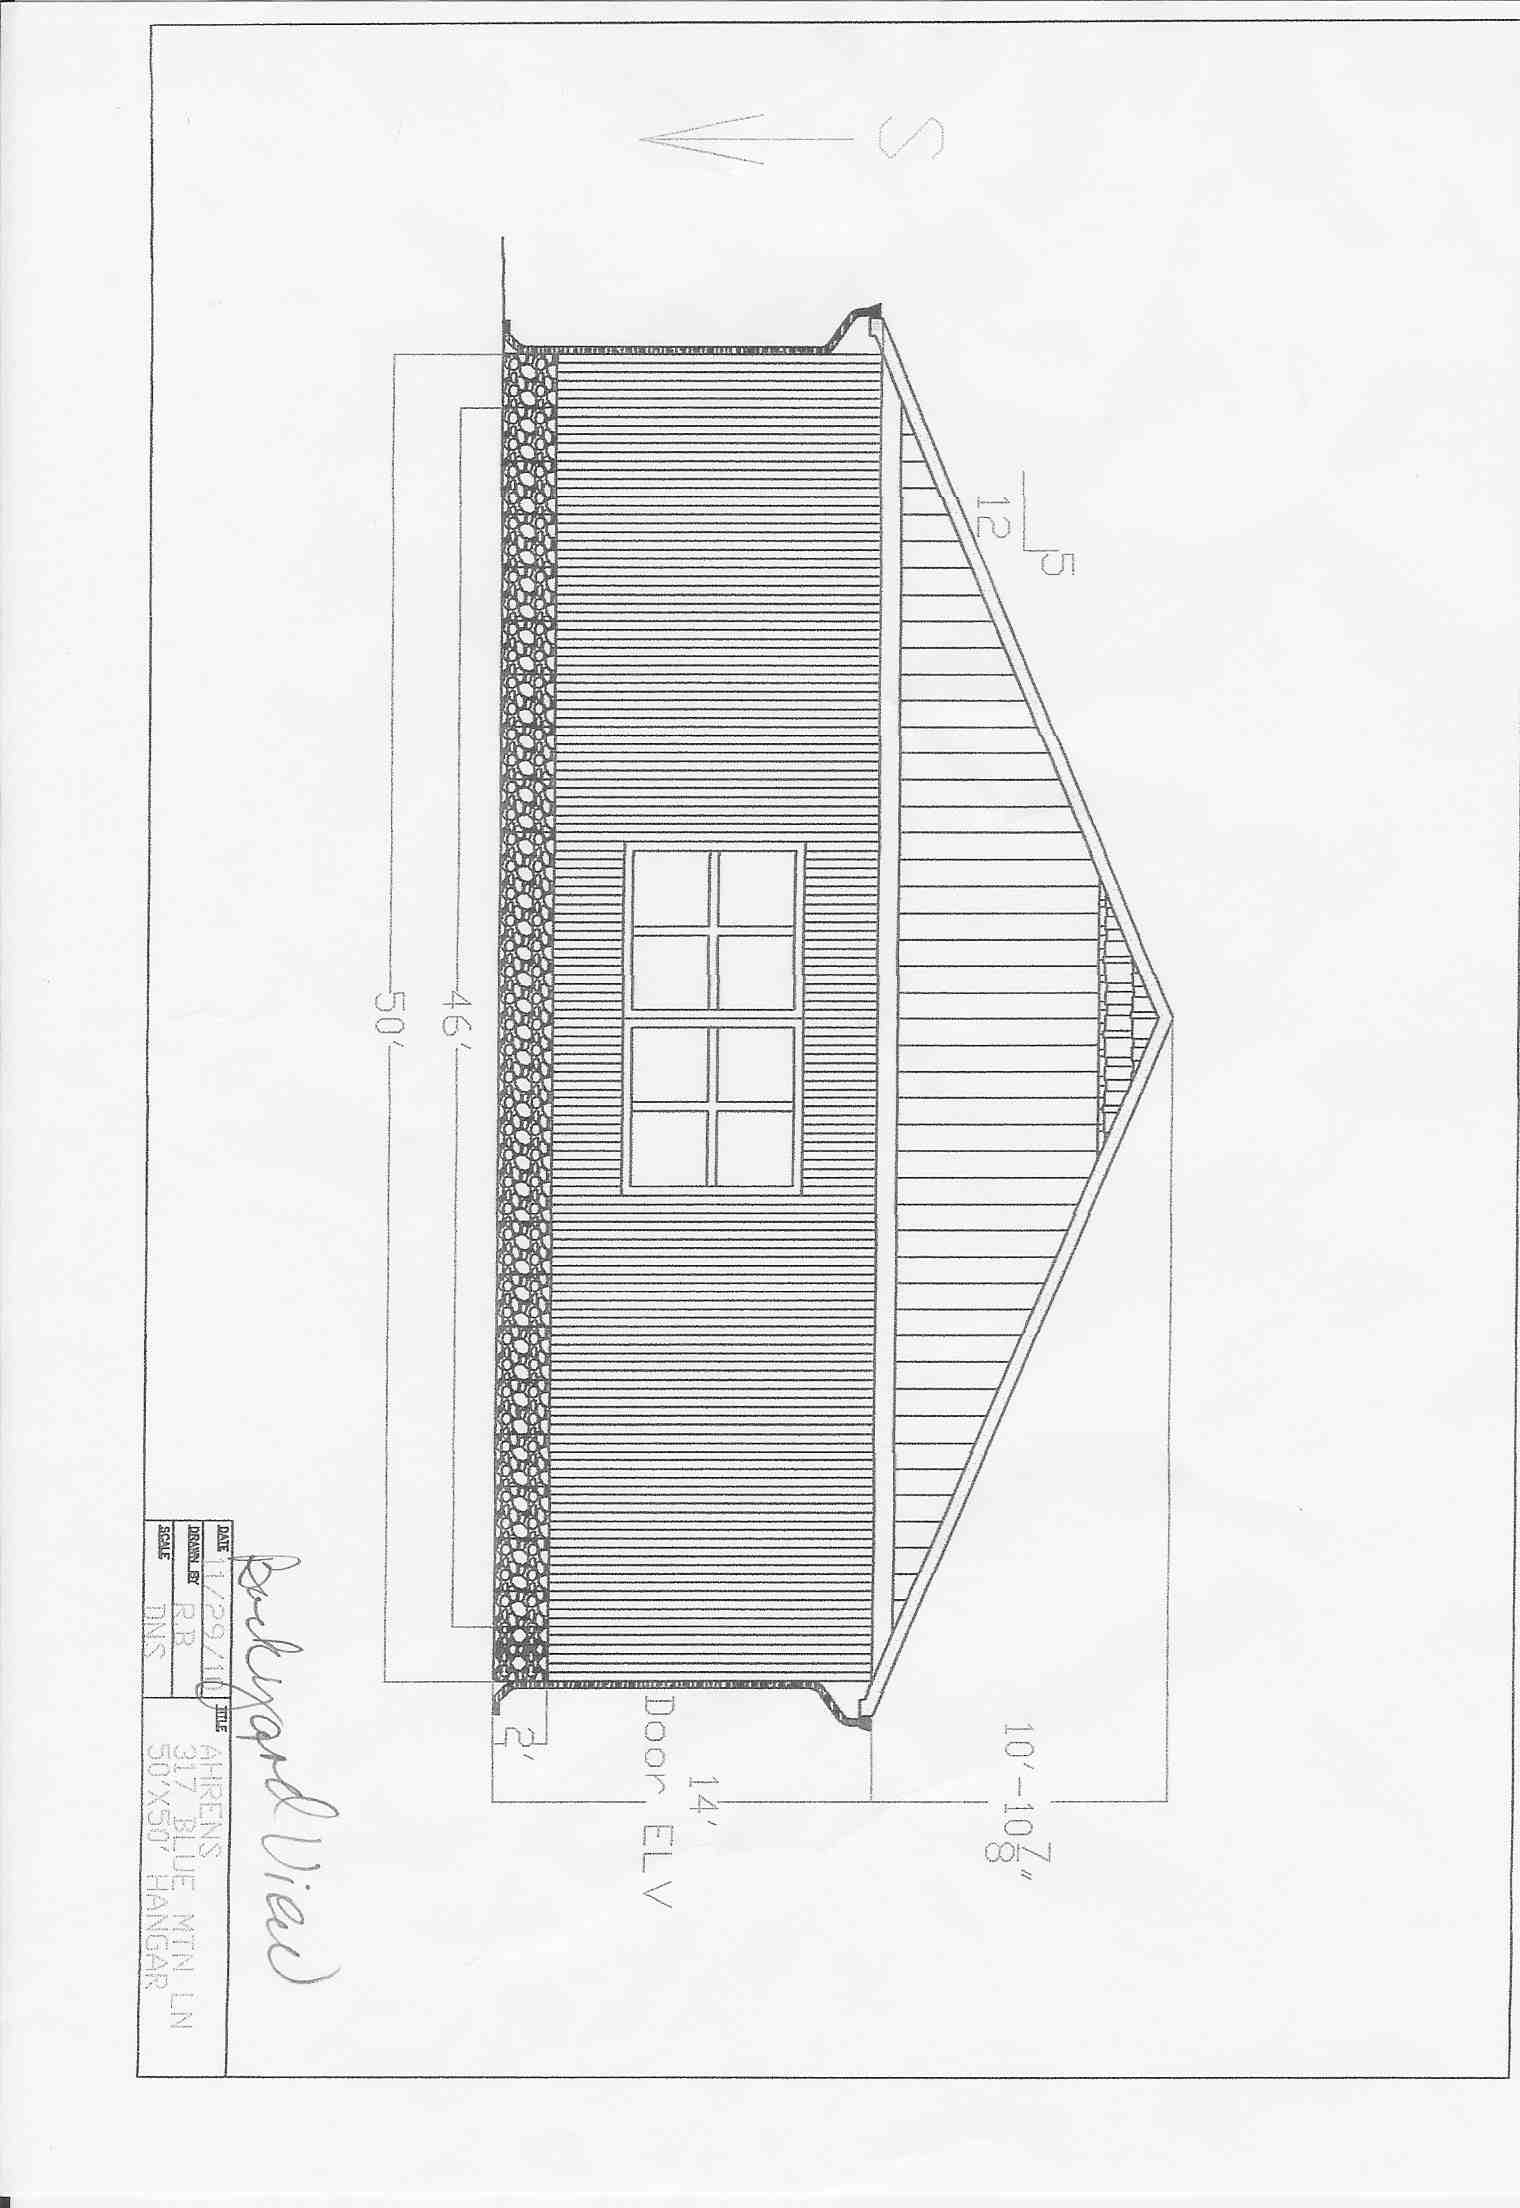 S
5
12
10'-10 7/8"
14'
Door ELV
2'
46'
50'
Backyard View
DATE 11/29/10
DRAWN BY R.B
SCALE DNS
TITLE
AHRENS
317 BLUE MTN LN
50'X50' HANGAR